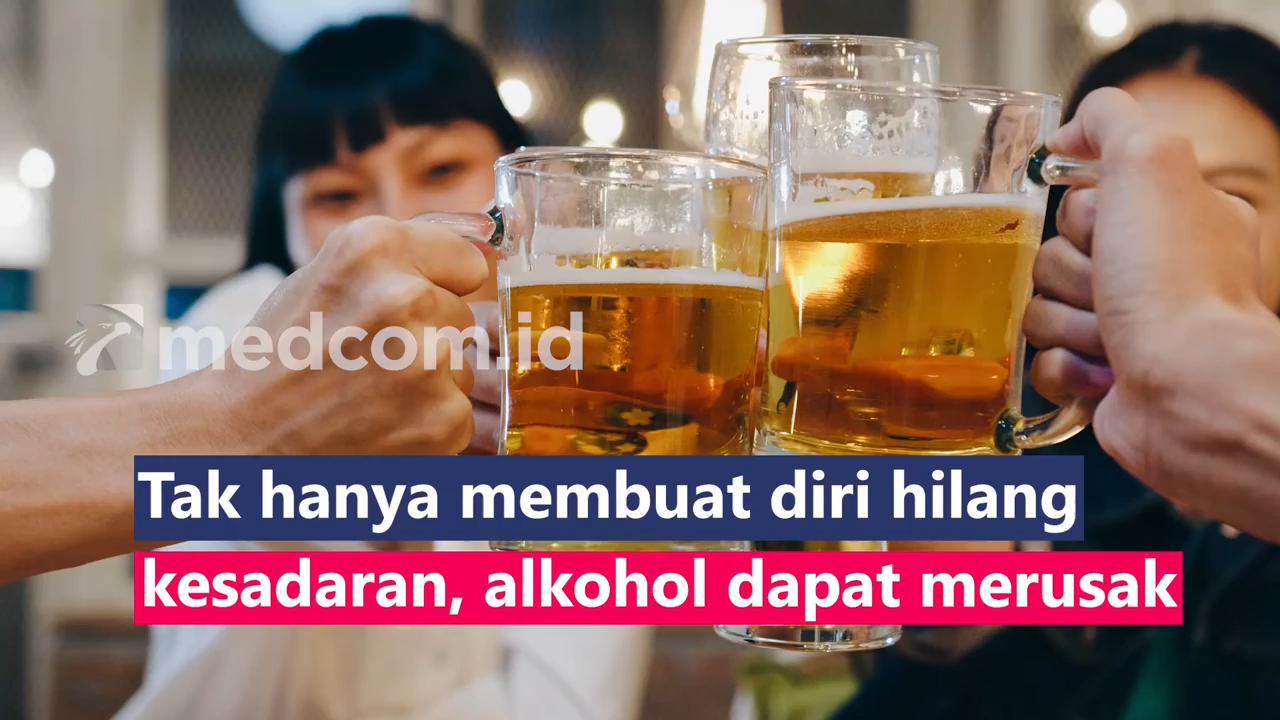 medcom.id
Tak hanya membuat diri hilang
kesadaran, alkohol dapat merusak